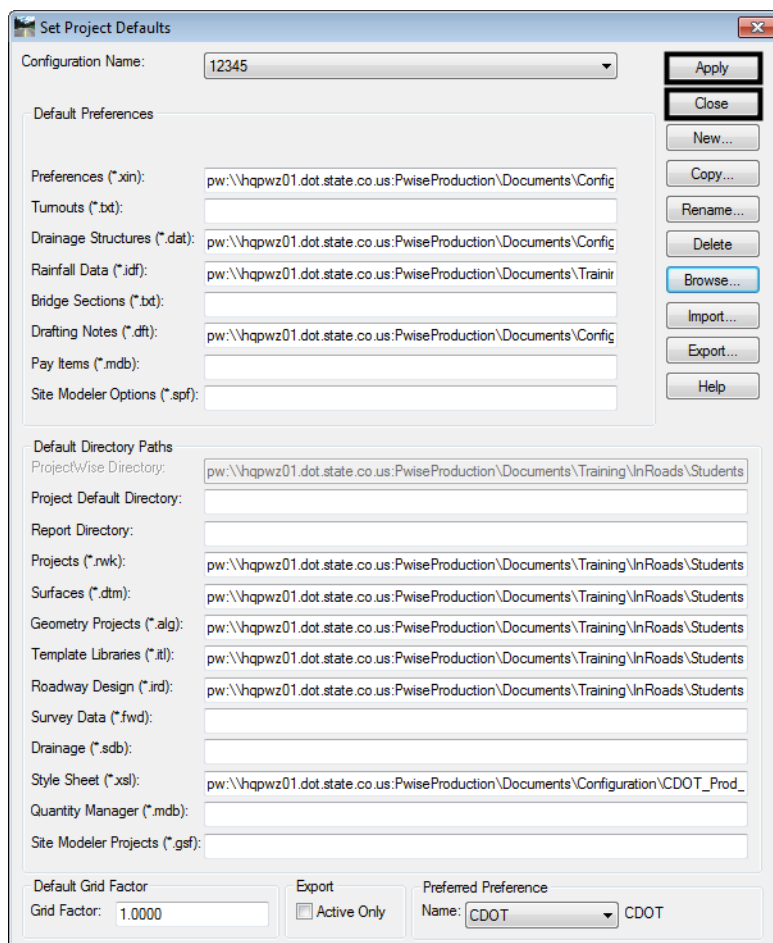 Set Project Defaults
Configuration Name: 12345
Apply
Close
New...
Copy...
Rename...
Delete
Browse...
Import...
Export...
Help
Default Preferences
Preferences (*.xin): pw:\\hqpwz01.dot.state.co.us:PwiseProduction\Documents\Config
Turnouts (*.txt):
Drainage Structures (*.dat): pw:\\hqpwz01.dot.state.co.us:PwiseProduction\Documents\Config
Rainfall Data (*.idf): pw:\\hqpwz01.dot.state.co.us:PwiseProduction\Documents\Trainin
Bridge Sections (*.txt):
Drafting Notes (*.dft): pw:\\hqpwz01.dot.state.co.us:PwiseProduction\Documents\Config
Pay Items (*.mdb):
Site Modeler Options (*.spf):
Default Directory Paths
ProjectWise Directory: pw:\\hqpwz01.dot.state.co.us:PwiseProduction\Documents\Training\InRoads\Students
Project Default Directory:
Report Directory:
Projects (*.rwk): pw:\\hqpwz01.dot.state.co.us:PwiseProduction\Documents\Training\InRoads\Students
Surfaces (*.dtm): pw:\\hqpwz01.dot.state.co.us:PwiseProduction\Documents\Training\InRoads\Students
Geometry Projects (*.alg): pw:\\hqpwz01.dot.state.co.us:PwiseProduction\Documents\Training\InRoads\Students
Template Libraries (*.itl): pw:\\hqpwz01.dot.state.co.us:PwiseProduction\Documents\Training\InRoads\Students
Roadway Design (*.ird): pw:\\hqpwz01.dot.state.co.us:PwiseProduction\Documents\Training\InRoads\Students
Survey Data (*.fwd):
Drainage (*.sdb):
Style Sheet (*.xsl): pw:\\hqpwz01.dot.state.co.us:PwiseProduction\Documents\Configuration\CDOT_Prod_
Quantity Manager (*.mdb):
Site Modeler Projects (*.gsf):
Default Grid Factor
Grid Factor: 1.0000
Export
Active Only
Preferred Preference
Name: CDOT CDOT